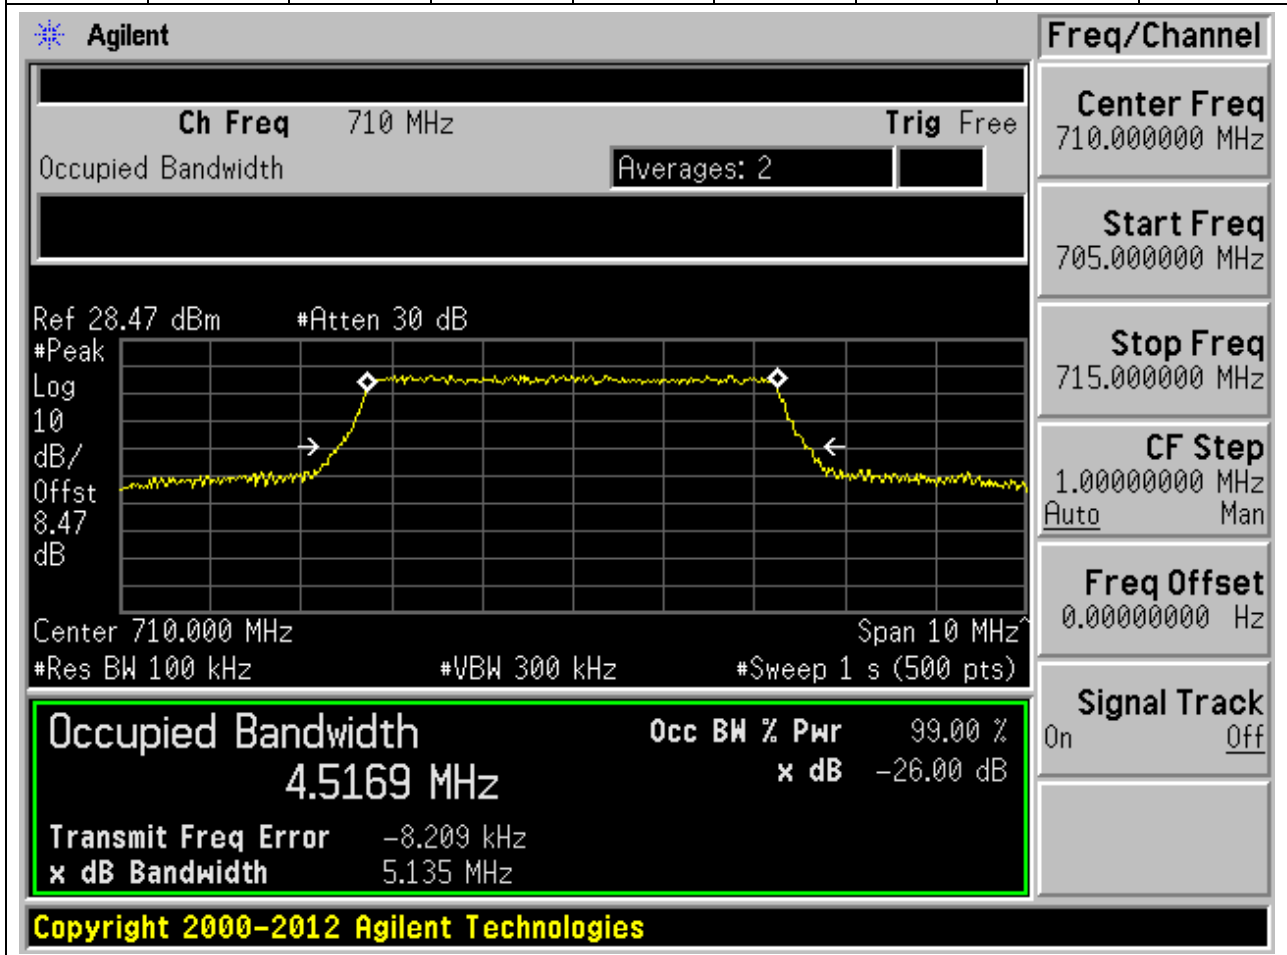 Agilent
Freq/Channel
Ch Freq 710 MHz Trig Free
Occupied Bandwidth Averages: 2
Center Freq
710.000000 MHz
Start Freq
705.000000 MHz
Stop Freq
715.000000 MHz
CF Step
1.00000000 MHz
Auto Man
Freq Offset
0.00000000 Hz
Signal Track
On Off
Ref 28.47 dBm #Atten 30 dB
#Peak
Log
10
dB/
Offst
8.47
dB
Center 710.000 MHz Span 10 MHz^
#Res BW 100 kHz #VBW 300 kHz #Sweep 1 s (500 pts)
Occupied Bandwidth Occ BW % Pwr 99.00 %
4.5169 MHz x dB -26.00 dB
Transmit Freq Error -8.209 kHz
x dB Bandwidth 5.135 MHz
Copyright 2000-2012 Agilent Technologies